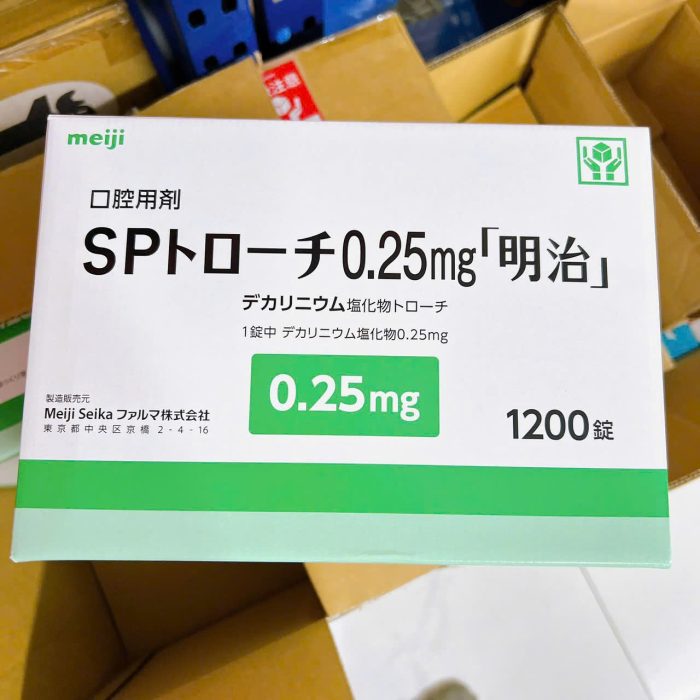 注意
meiji
口腔用剤
SPトローチ0.25mg「明治」
デカリニウム塩化物トローチ
1錠中 デカリニウム塩化物0.25mg
0.25mg
製造販売元
Meiji Seika ファルマ株式会社
東京都中央区京橋 2-4-16
1200錠